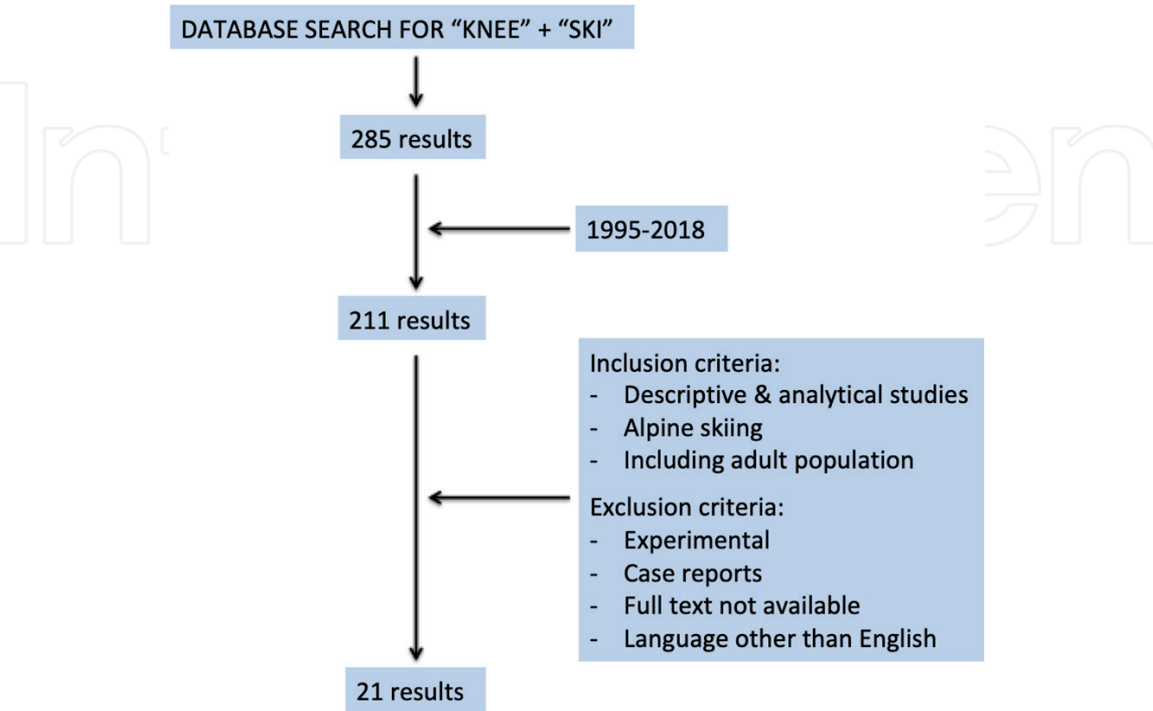 DATABASE SEARCH FOR “KNEE” + “SKI”
285 results
1995-2018
211 results
Inclusion criteria:
- Descriptive & analytical studies
- Alpine skiing
- Including adult population
Exclusion criteria:
- Experimental
- Case reports
- Full text not available
- Language other than English
21 results